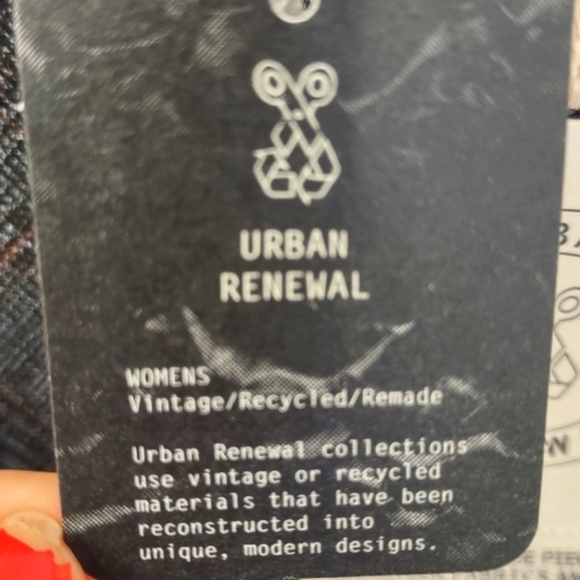 URBAN
RENEWAL
WOMENS
Vintage/Recycled/Remade
Urban Renewal collections
use vintage or recycled
materials that have been
reconstructed into
unique, modern designs.